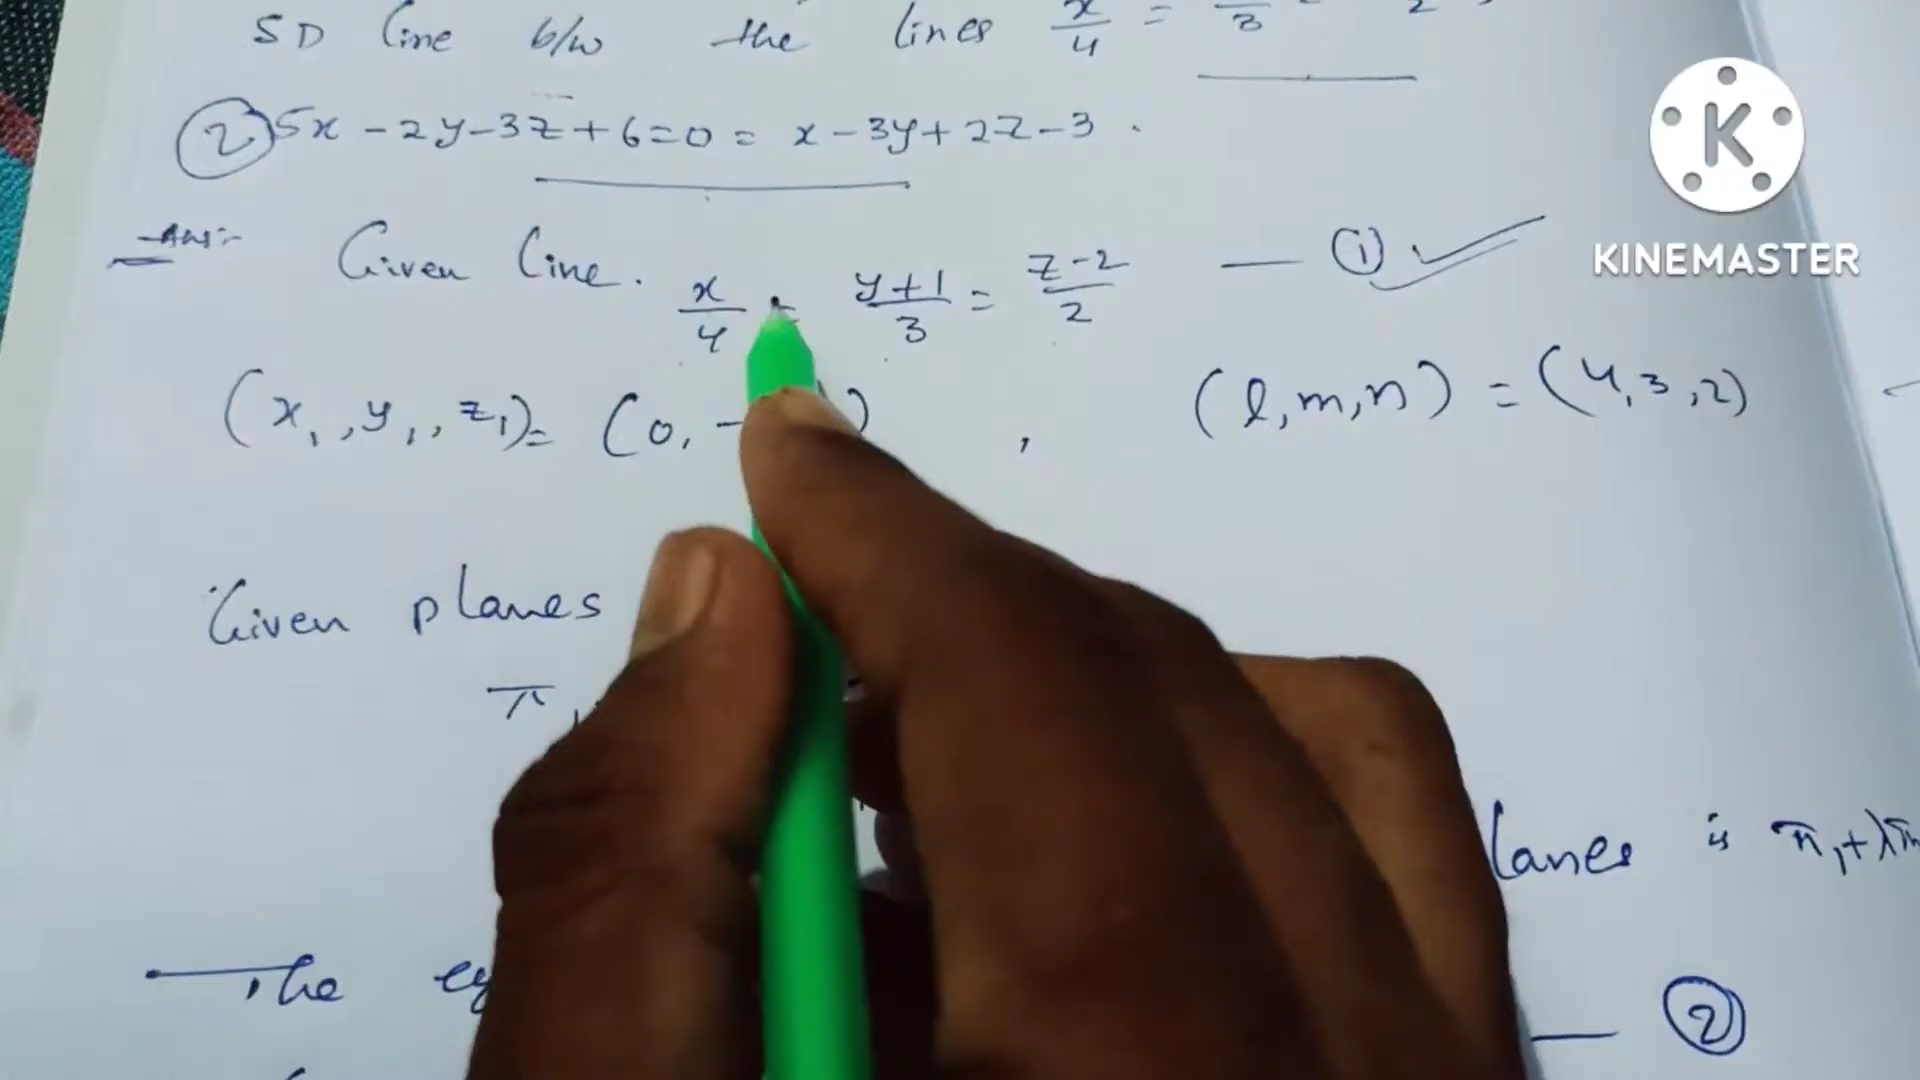 SD line b/w the lines x/4 = /3 = /2
② 5x - 2y - 3z + 6 = 0 = x - 3y + 2z - 3 .
Ans:- Given line. x/4 = y+1/3 = z-2/2 — ①
(x₁, y₁, z₁) = (0, - ) , (l, m, n) = (4, 3, 2)
Given planes
π
lanes is π₁ + λπ
The
— ②
K
KINEMASTER